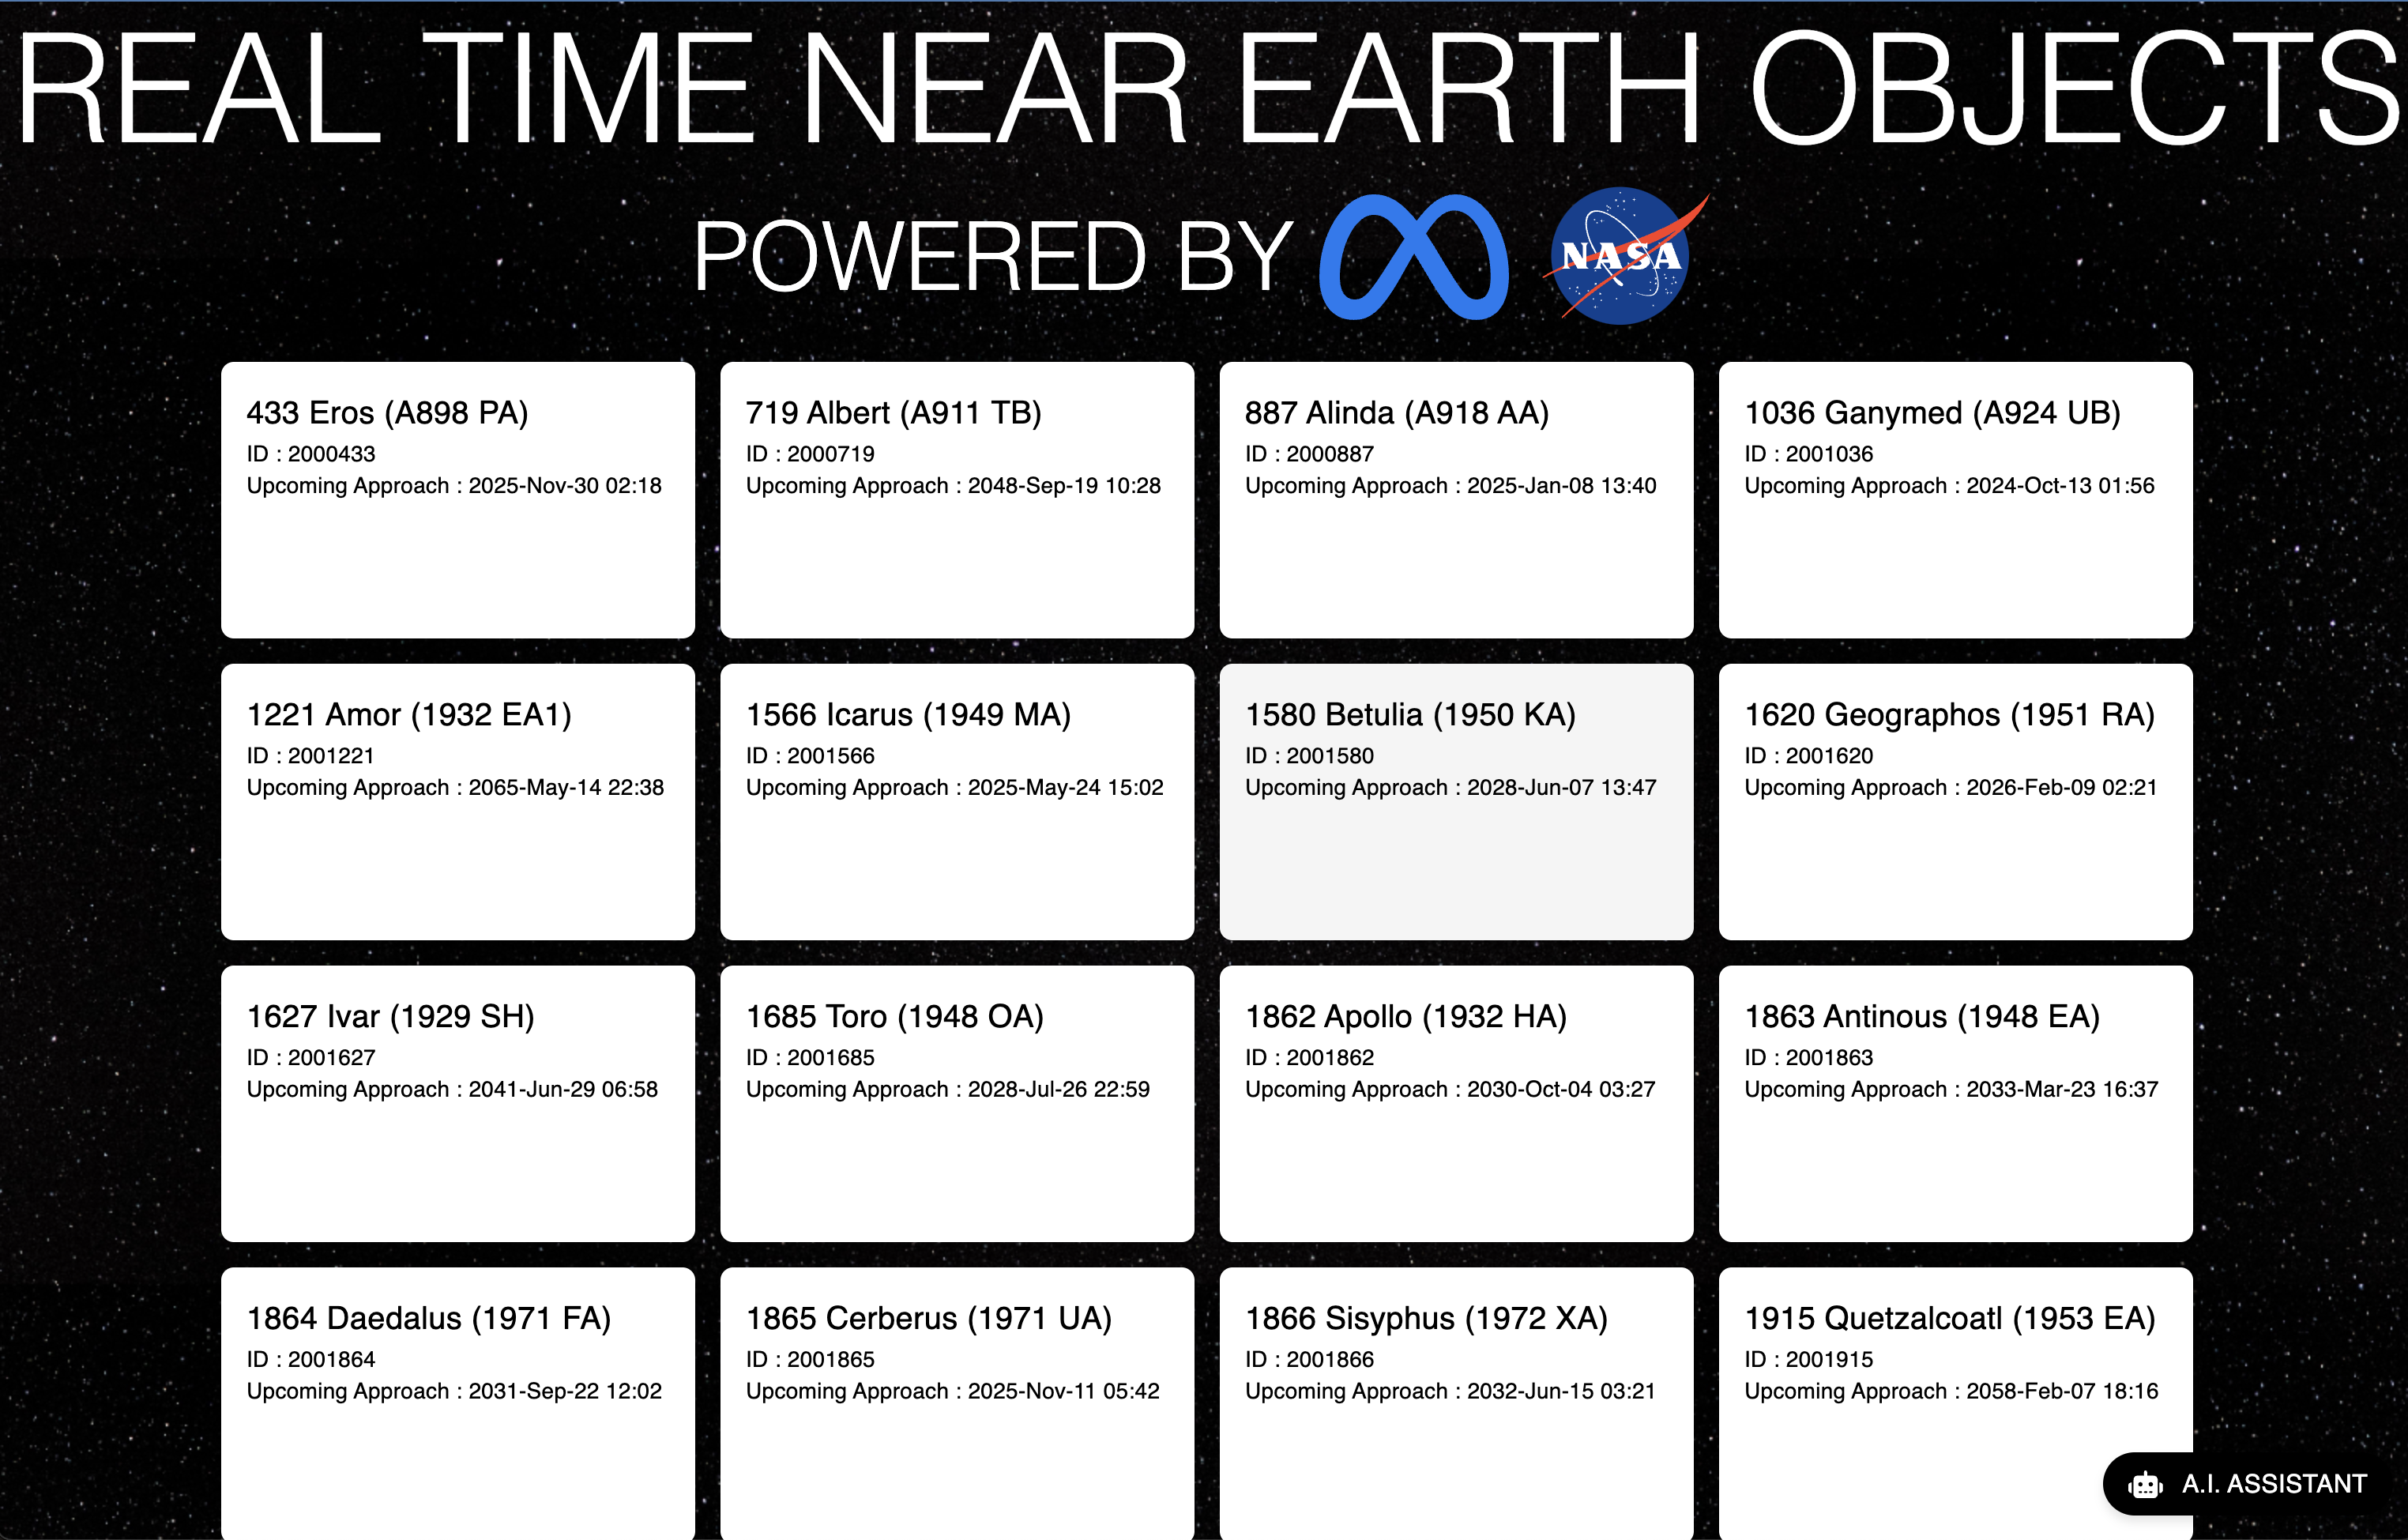 REAL TIME NEAR EARTH OBJECTS
POWERED BY
NASA
433 Eros (A898 PA)
ID : 2000433
Upcoming Approach : 2025-Nov-30 02:18
719 Albert (A911 TB)
ID : 2000719
Upcoming Approach : 2048-Sep-19 10:28
887 Alinda (A918 AA)
ID : 2000887
Upcoming Approach : 2025-Jan-08 13:40
1036 Ganymed (A924 UB)
ID : 2001036
Upcoming Approach : 2024-Oct-13 01:56
1221 Amor (1932 EA1)
ID : 2001221
Upcoming Approach : 2065-May-14 22:38
1566 Icarus (1949 MA)
ID : 2001566
Upcoming Approach : 2025-May-24 15:02
1580 Betulia (1950 KA)
ID : 2001580
Upcoming Approach : 2028-Jun-07 13:47
1620 Geographos (1951 RA)
ID : 2001620
Upcoming Approach : 2026-Feb-09 02:21
1627 Ivar (1929 SH)
ID : 2001627
Upcoming Approach : 2041-Jun-29 06:58
1685 Toro (1948 OA)
ID : 2001685
Upcoming Approach : 2028-Jul-26 22:59
1862 Apollo (1932 HA)
ID : 2001862
Upcoming Approach : 2030-Oct-04 03:27
1863 Antinous (1948 EA)
ID : 2001863
Upcoming Approach : 2033-Mar-23 16:37
1864 Daedalus (1971 FA)
ID : 2001864
Upcoming Approach : 2031-Sep-22 12:02
1865 Cerberus (1971 UA)
ID : 2001865
Upcoming Approach : 2025-Nov-11 05:42
1866 Sisyphus (1972 XA)
ID : 2001866
Upcoming Approach : 2032-Jun-15 03:21
1915 Quetzalcoatl (1953 EA)
ID : 2001915
Upcoming Approach : 2058-Feb-07 18:16
A.I. ASSISTANT